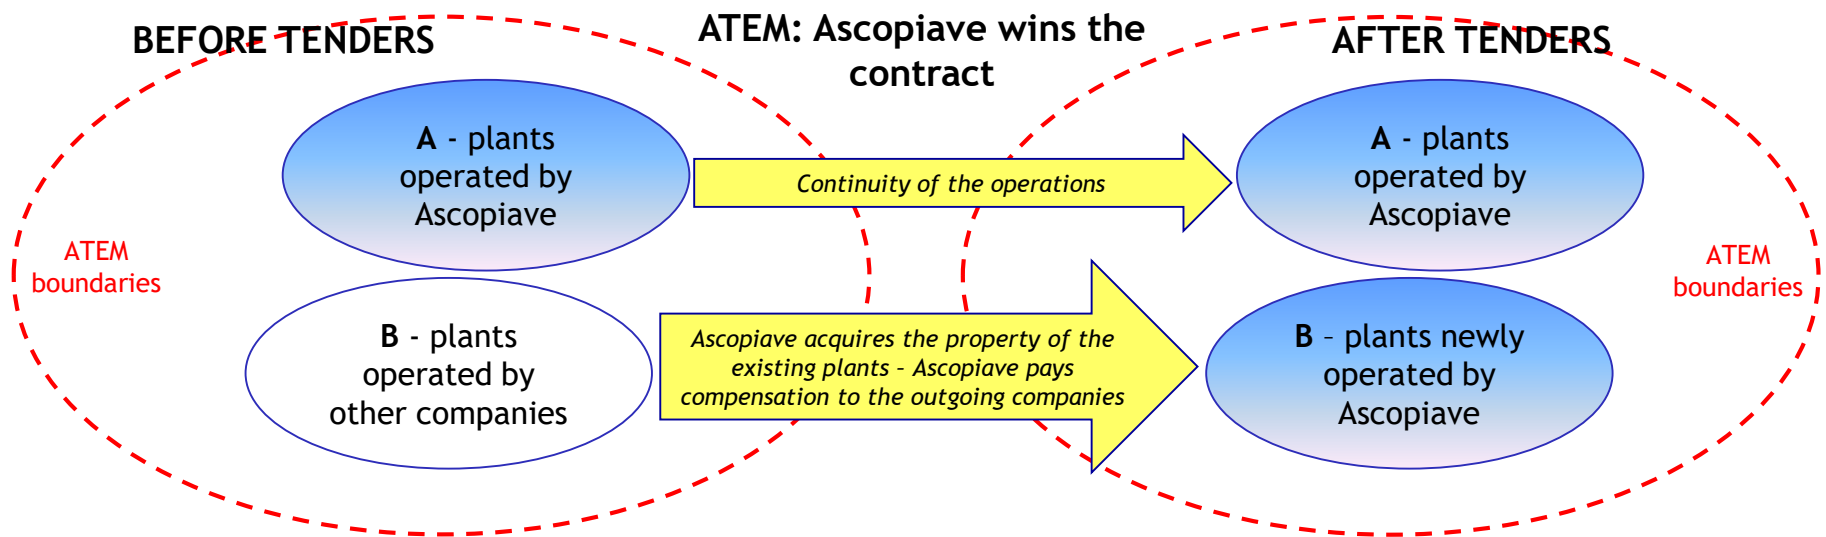 BEFORE TENDERS
ATEM: Ascopiave wins the
contract
AFTER TENDERS
A - plants
operated by
Ascopiave
Continuity of the operations
A - plants
operated by
Ascopiave
ATEM
boundaries
ATEM
boundaries
B - plants
operated by
other companies
Ascopiave acquires the property of the
existing plants – Ascopiave pays
compensation to the outgoing companies
B – plants newly
operated by
Ascopiave